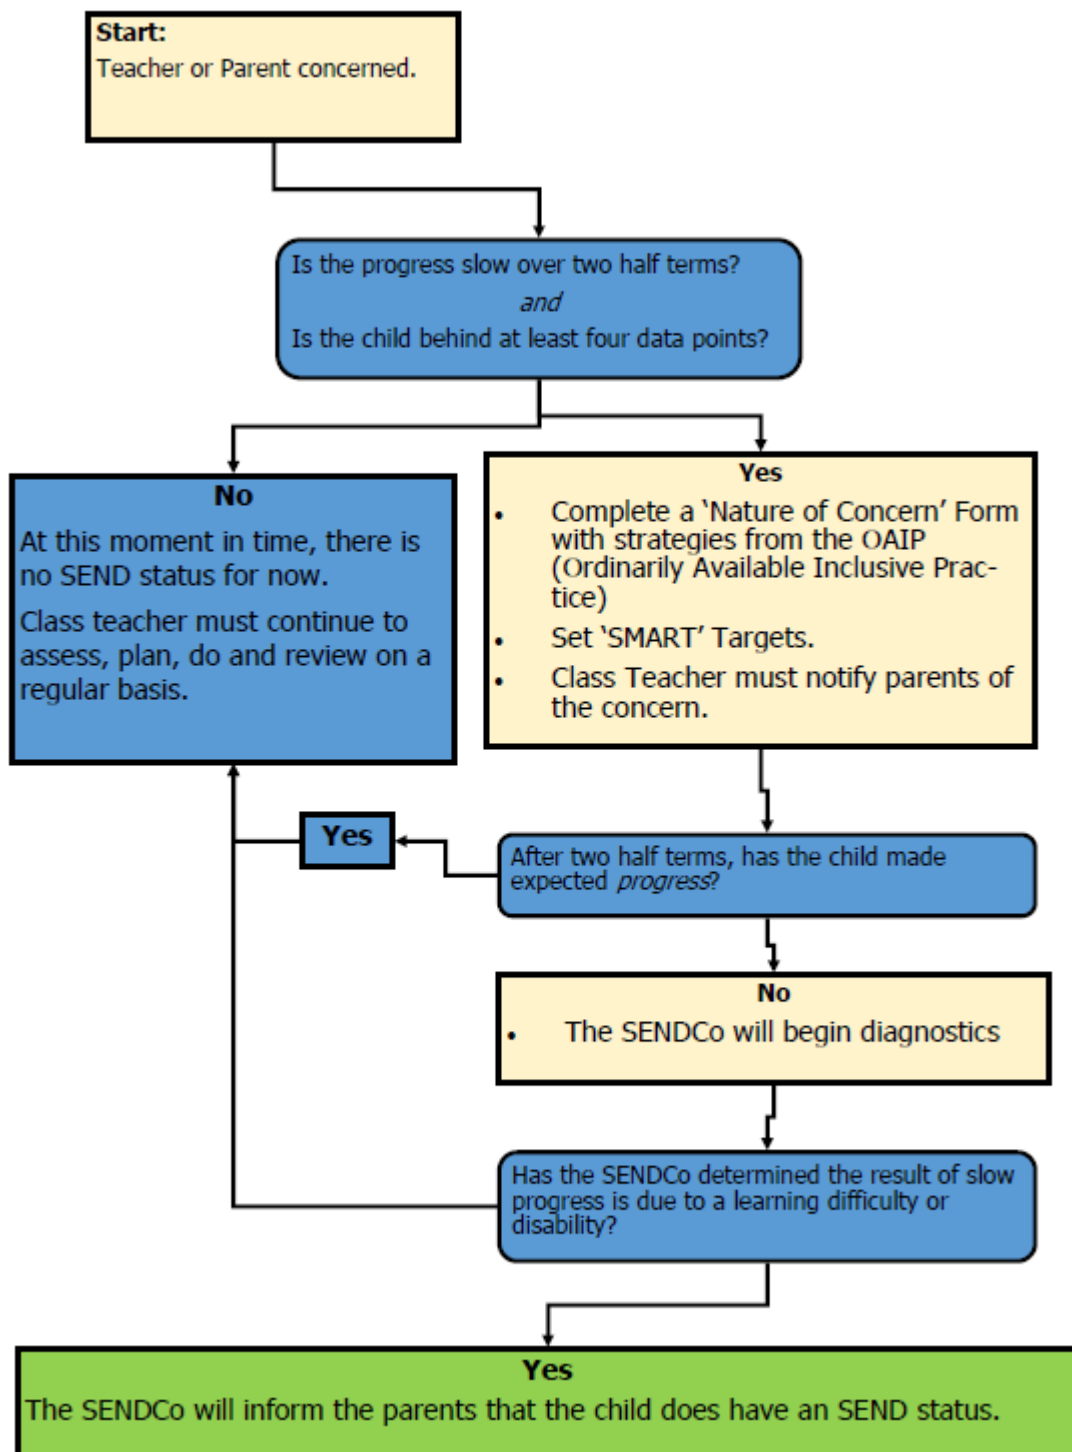 Start:
Teacher or Parent concerned.
Is the progress slow over two half terms?
and
Is the child behind at least four data points?
No
At this moment in time, there is
no SEND status for now.
Class teacher must continue to
assess, plan, do and review on a
regular basis.
Yes
• Complete a ‘Nature of Concern’ Form
with strategies from the OAIP
(Ordinarily Available Inclusive Prac-
tice)
• Set ‘SMART’ Targets.
• Class Teacher must notify parents of
the concern.
After two half terms, has the child made
expected progress?
Yes
No
• The SENDCo will begin diagnostics
Has the SENDCo determined the result of slow
progress is due to a learning difficulty or
disability?
Yes
The SENDCo will inform the parents that the child does have an SEND status.